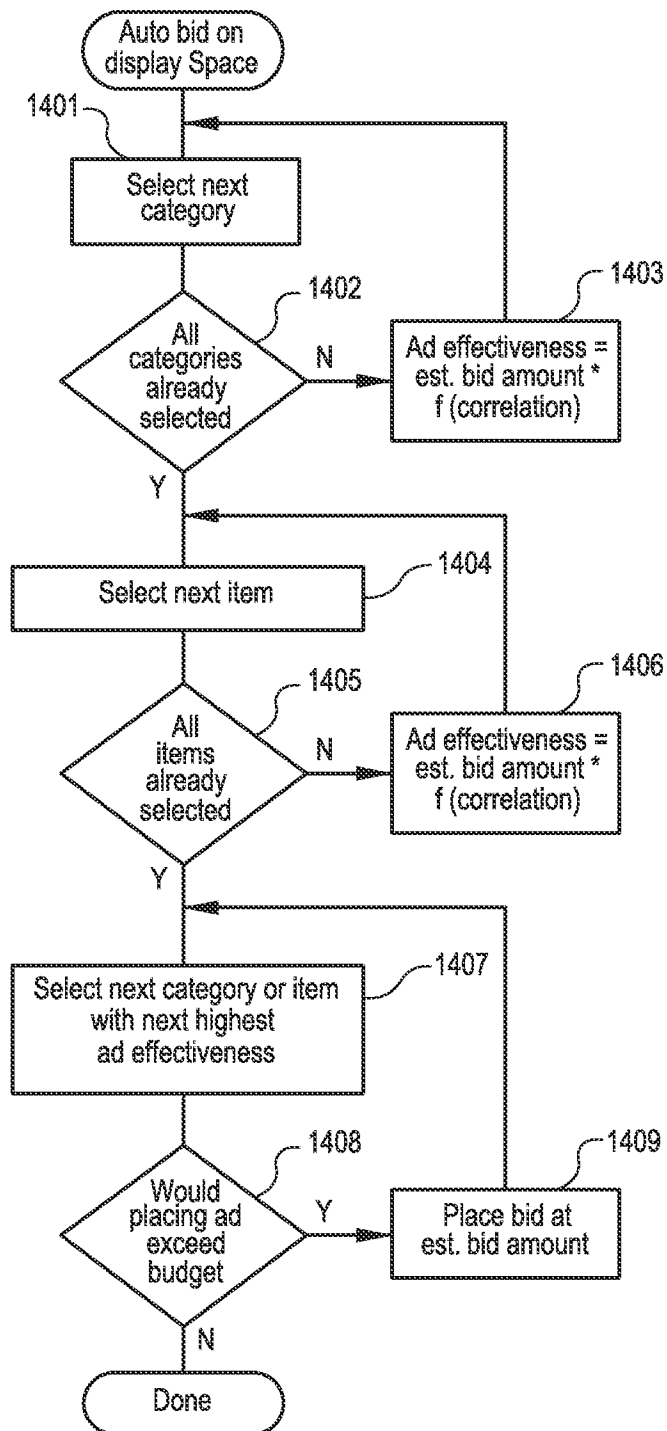 Auto bid on
display Space
1401
Select next
category
1402
All
categories
already
selected
N
1403
Ad effectiveness =
est. bid amount *
f (correlation)
Y
Select next item
1404
1405
All
items
already
selected
N
1406
Ad effectiveness =
est. bid amount *
f (correlation)
Y
1407
Select next category or item
with next highest
ad effectiveness
1408
Would
placing ad
exceed
budget
Y
1409
Place bid at
est. bid amount
N
Done